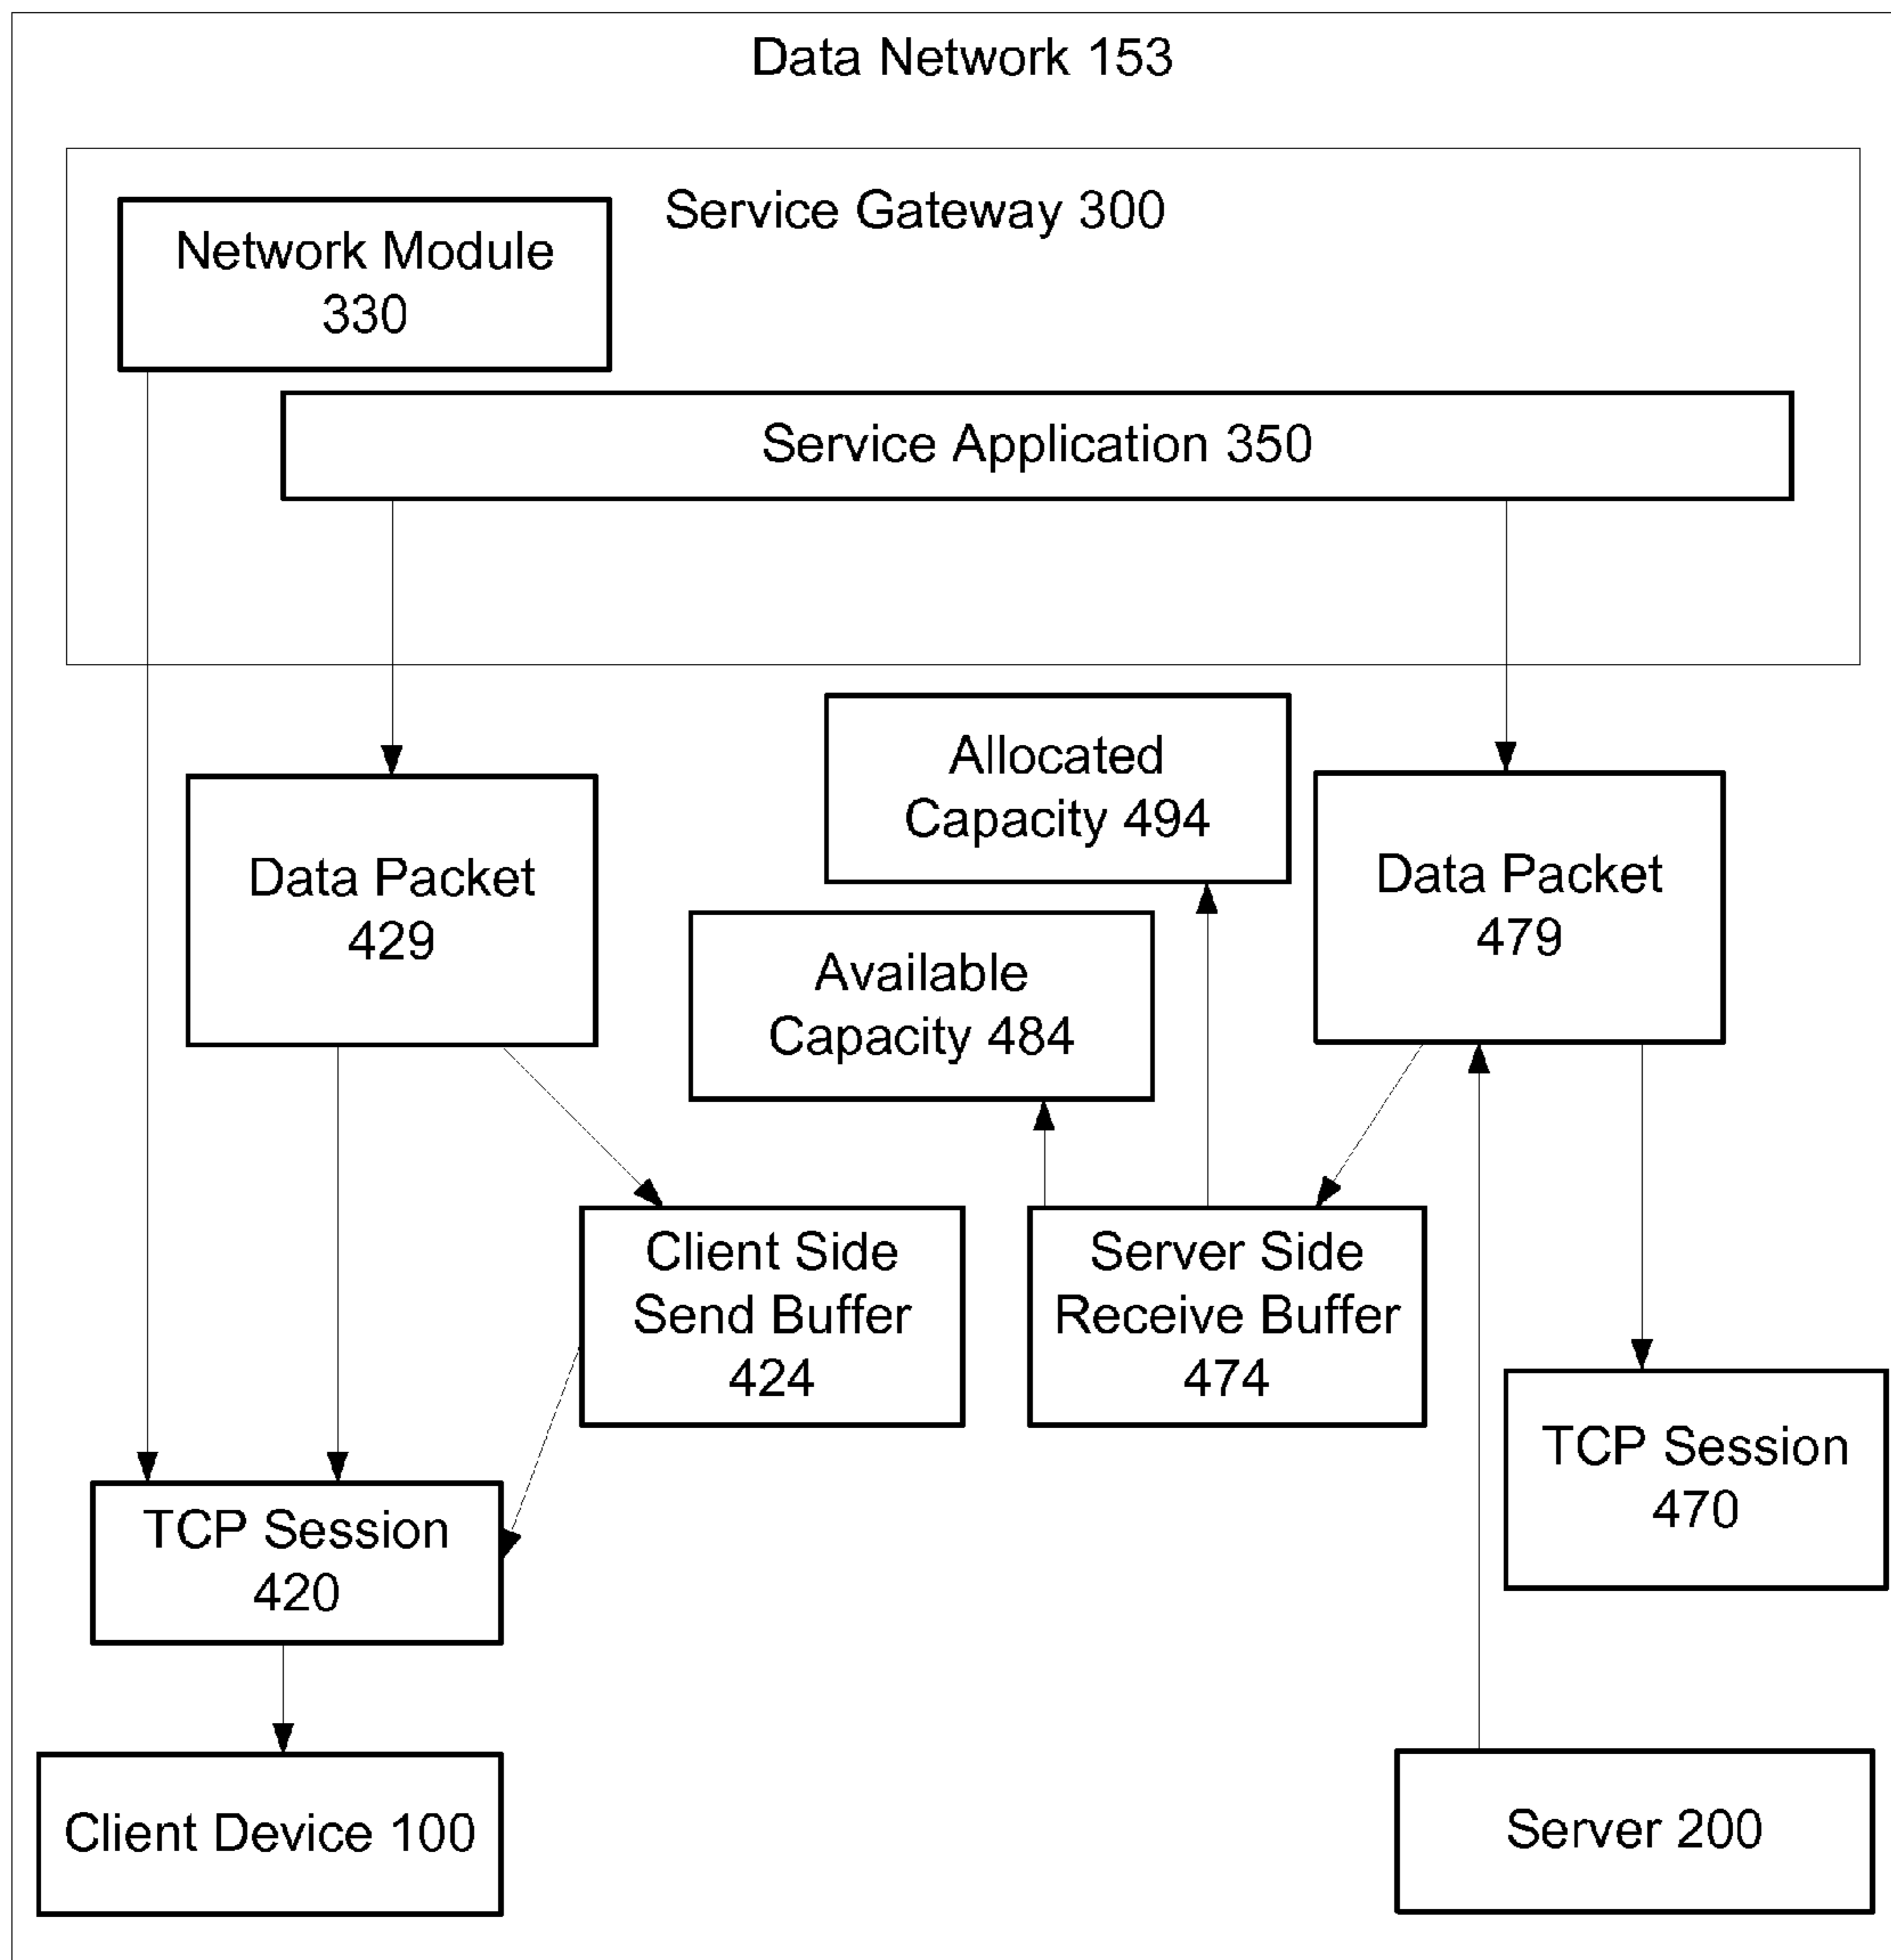 Data Network 153
Service Gateway 300
Network Module
330
Service Application 350
Allocated
Capacity 494
Data Packet
429
Data Packet
479
Available
Capacity 484
Client Side
Send Buffer
424
Server Side
Receive Buffer
474
TCP Session
470
TCP Session
420
Client Device 100
Server 200